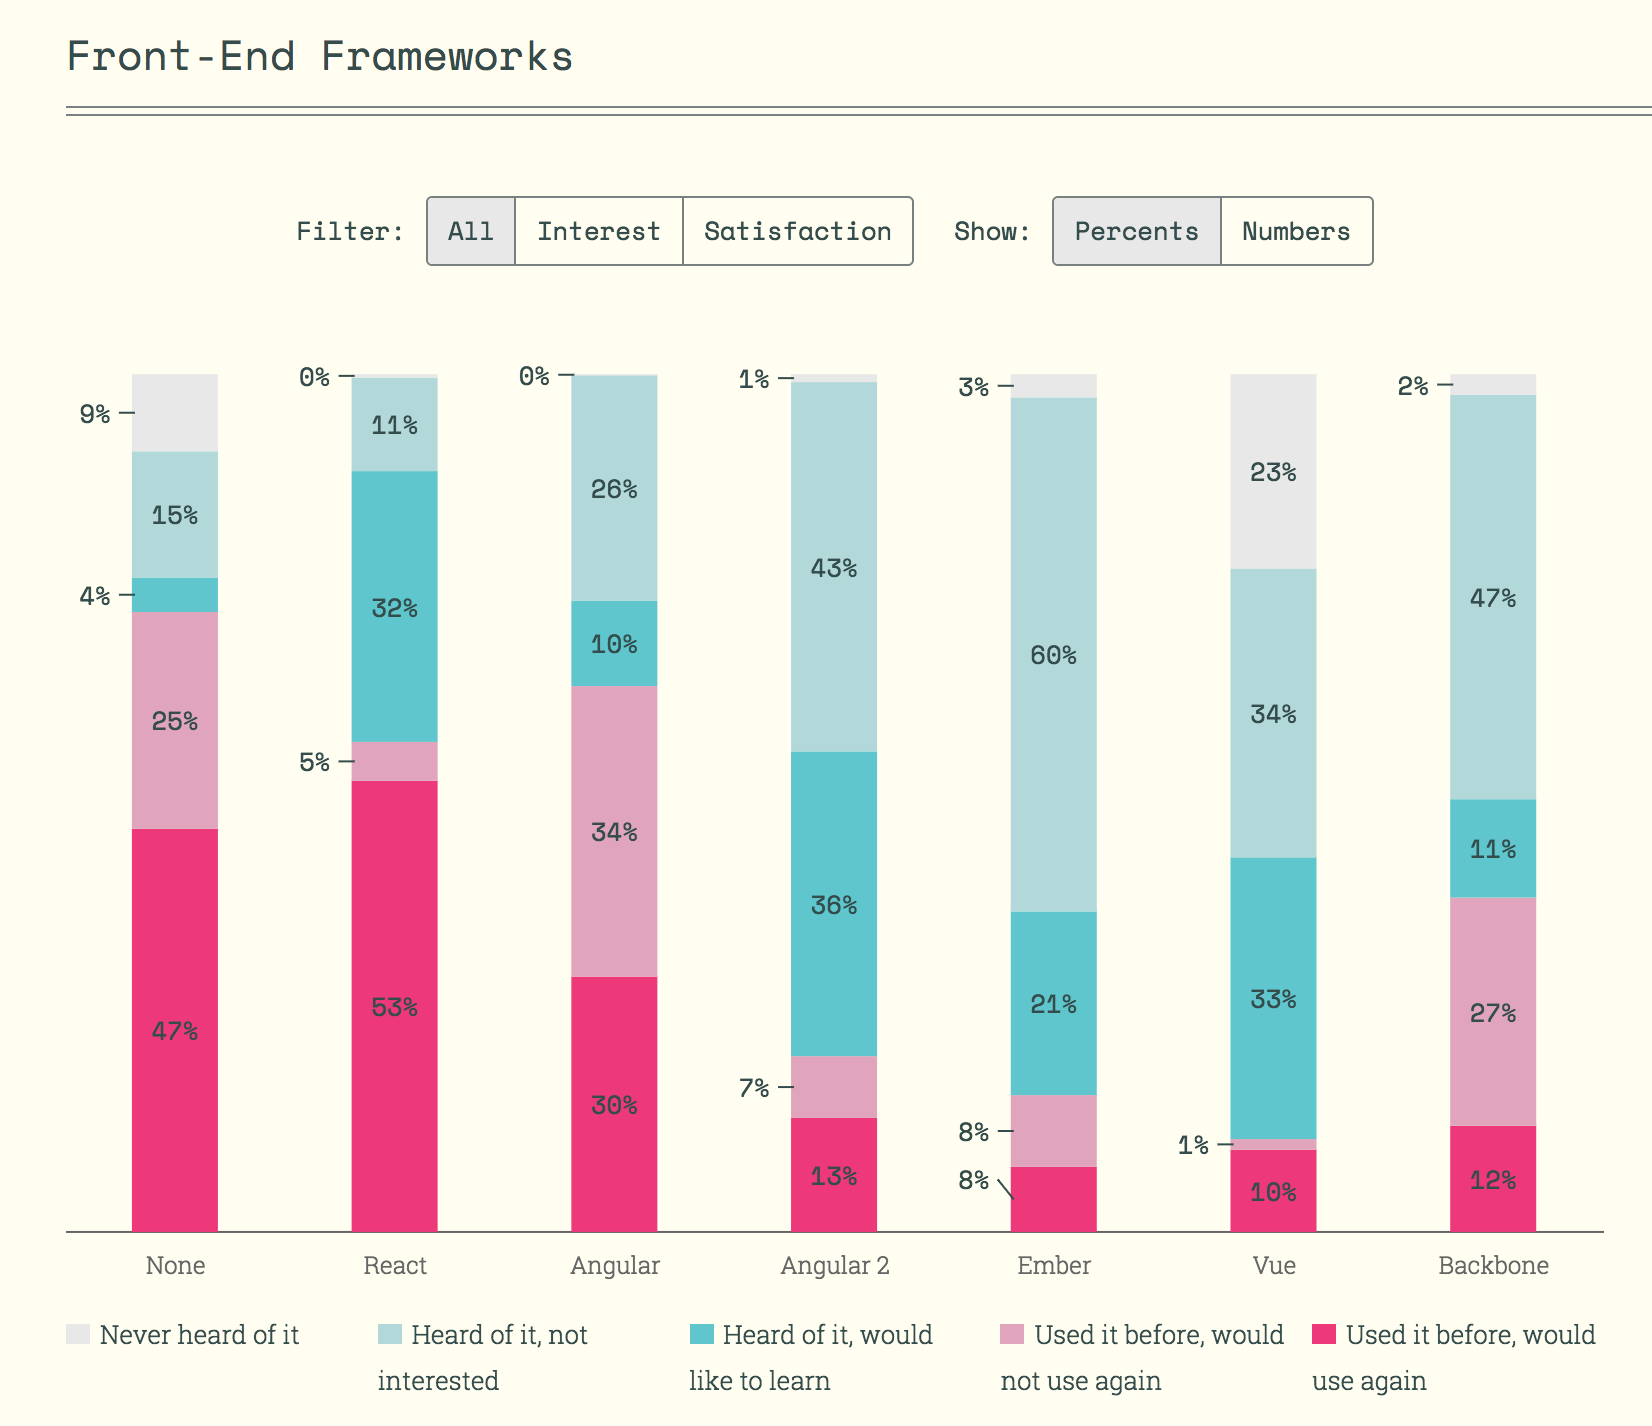 Front-End Frameworks
Filter: All Interest Satisfaction Show: Percents Numbers
9%
15%
4%
25%
47%
0%
11%
32%
5%
53%
0%
26%
10%
34%
30%
1%
43%
36%
7%
13%
3%
60%
21%
8%
8%
23%
34%
33%
1%
10%
2%
47%
11%
27%
12%
None React Angular Angular 2 Ember Vue Backbone
Never heard of it
Heard of it, not
interested
Heard of it, would
like to learn
Used it before, would
not use again
Used it before, would
use again